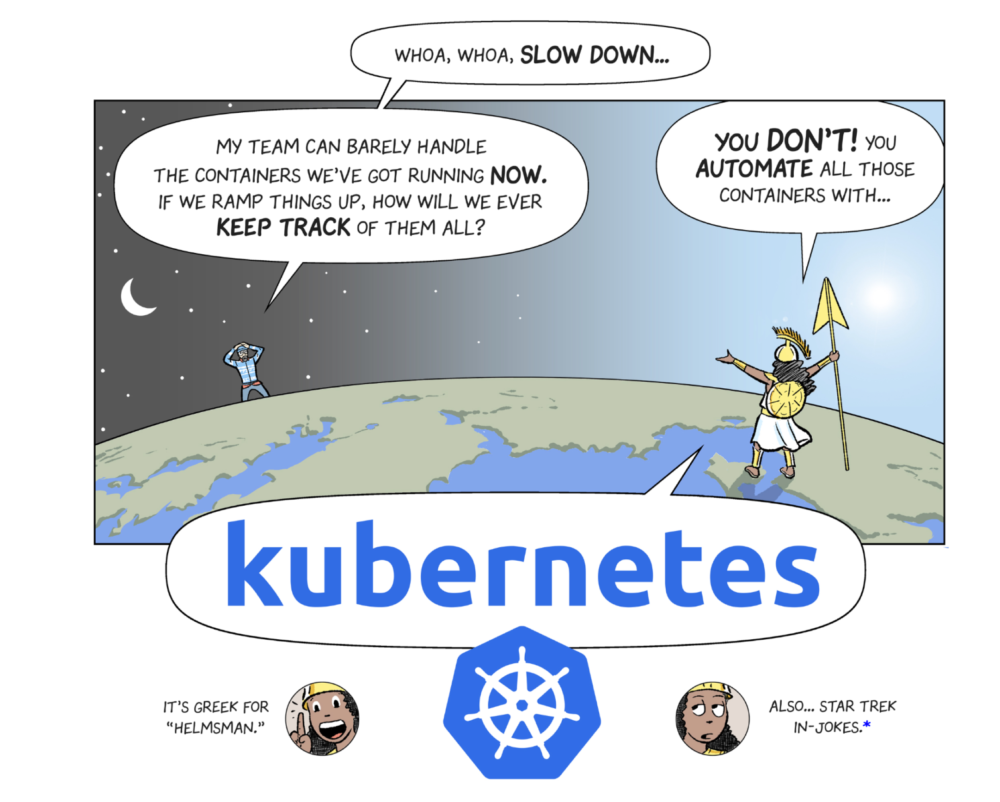 WHOA, WHOA, SLOW DOWN...
MY TEAM CAN BARELY HANDLE
THE CONTAINERS WE'VE GOT RUNNING NOW.
IF WE RAMP THINGS UP, HOW WILL WE EVER
KEEP TRACK OF THEM ALL?
YOU DON'T! YOU
AUTOMATE ALL THOSE
CONTAINERS WITH...
kubernetes
IT'S GREEK FOR
“HELMSMAN.”
ALSO... STAR TREK
IN-JOKES.*